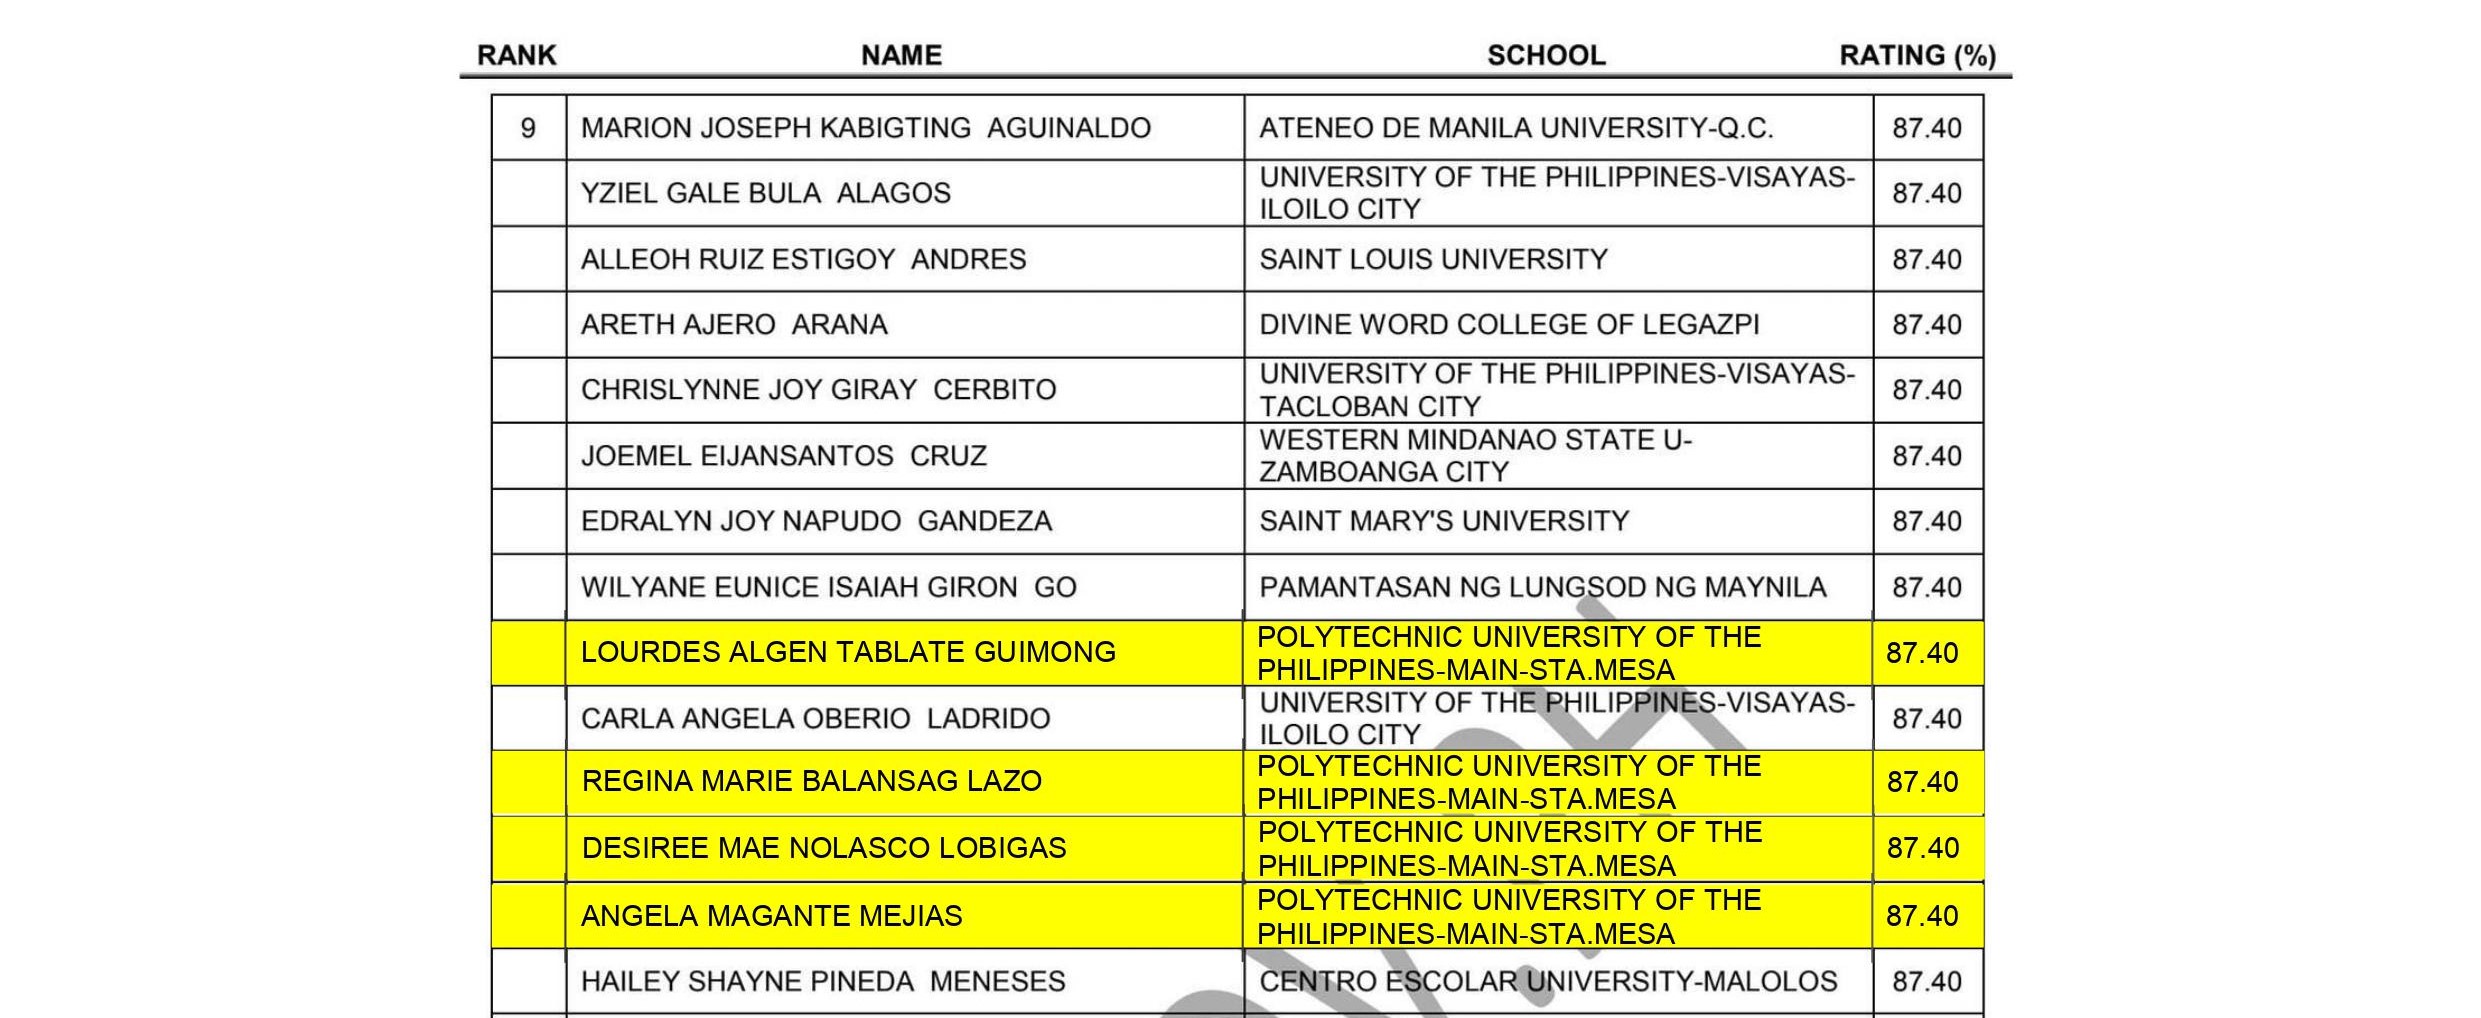 RANK NAME SCHOOL RATING (%)
9 MARION JOSEPH KABIGTING AGUINALDO ATENEO DE MANILA UNIVERSITY-Q.C. 87.40
YZIEL GALE BULA ALAGOS UNIVERSITY OF THE PHILIPPINES-VISAYAS-
ILOILO CITY 87.40
ALLEOH RUIZ ESTIGOY ANDRES SAINT LOUIS UNIVERSITY 87.40
ARETH AJERO ARANA DIVINE WORD COLLEGE OF LEGAZPI 87.40
CHRISLYNNE JOY GIRAY CERBITO UNIVERSITY OF THE PHILIPPINES-VISAYAS-
TACLOBAN CITY 87.40
JOEMEL EIJANSANTOS CRUZ WESTERN MINDANAO STATE U-
ZAMBOANGA CITY 87.40
EDRALYN JOY NAPUDO GANDEZA SAINT MARY'S UNIVERSITY 87.40
WILYANE EUNICE ISAIAH GIRON GO PAMANTASAN NG LUNGSOD NG MAYNILA 87.40
LOURDES ALGEN TABLATE GUIMONG POLYTECHNIC UNIVERSITY OF THE
PHILIPPINES-MAIN-STA.MESA 87.40
CARLA ANGELA OBERIO LADRIDO UNIVERSITY OF THE PHILIPPINES-VISAYAS-
ILOILO CITY 87.40
REGINA MARIE BALANSAG LAZO POLYTECHNIC UNIVERSITY OF THE
PHILIPPINES-MAIN-STA.MESA 87.40
DESIREE MAE NOLASCO LOBIGAS POLYTECHNIC UNIVERSITY OF THE
PHILIPPINES-MAIN-STA.MESA 87.40
ANGELA MAGANTE MEJIAS POLYTECHNIC UNIVERSITY OF THE
PHILIPPINES-MAIN-STA.MESA 87.40
HAILEY SHAYNE PINEDA MENESES CENTRO ESCOLAR UNIVERSITY-MALOLOS 87.40